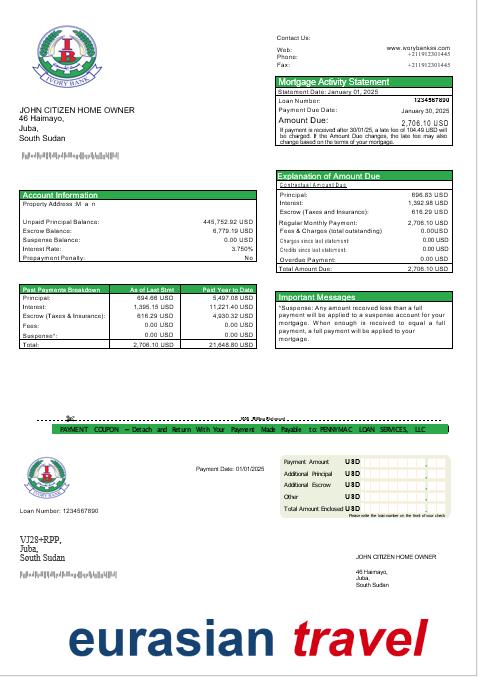 IB
IVORY BANK
Contact Us:
Web: www.ivorybankss.com
Phone: +211912301445
Fax: +211912301445
Mortgage Activity Statement
Statement Date: January 01, 2025
Loan Number: 1234567890
Payment Due Date: January 30, 2025
Amount Due: 2,706.10 USD
If payment is received after 30/01/25, a late fee of 104.49 USD will
be charged. If the Amount Due changes, the late fee may also
change based on the terms of your mortgage.
JOHN CITIZEN HOME OWNER
46 Haimayo,
Juba,
South Sudan
Explanation of Amount Due
Contractual Amount Due
Principal: 696.83 USD
Interest: 1,392.98 USD
Escrow (Taxes and Insurance): 616.29 USD
Regular Monthly Payment: 2,706.10 USD
Fees & Charges (total outstanding) 0.00USD
Charges since last statement: 0.00 USD
Credits since last statement: 0.00 USD
Overdue Payment: 0.00 USD
Total Amount Due: 2,706.10 USD
Account Information
Property Address :M a n
Unpaid Principal Balance: 445,752.92 USD
Escrow Balance: 6,779.19 USD
Suspense Balance: 0.00 USD
Interest Rate: 3.750%
Prepayment Penalty: No
Past Payments Breakdown As of Last Stmt Paid Year to Date
Principal: 694.66 USD 5,497.08 USD
Interest: 1,395.15 USD 11,221.40 USD
Escrow (Taxes & Insurance): 616.29 USD 4,930.32 USD
Fees: 0.00 USD 0.00 USD
Suspense*: 0.00 USD 0.00 USD
Total: 2,706.10 USD 21,648.80 USD
Important Messages
*Suspense: Any amount received less than a full
payment will be applied to a suspense account for your
mortgage. When enough is received to equal a full
payment, a full payment will be applied to your
mortgage.
PAYMENT COUPON – Detach and Return With Your Payment Made Payable to: PENNYMAC LOAN SERVICES, LLC
IB
IVORY BANK
Payment Date: 01/01/2025
Loan Number: 1234567890
Payment Amount USD
Additional Principal USD
Additional Escrow USD
Other USD
Total Amount Enclosed USD
Please write the loan number on the front of your check
VJ28+RPP,
Juba,
South Sudan
JOHN CITIZEN HOME OWNER
46 Haimayo,
Juba,
South Sudan
eurasian travel